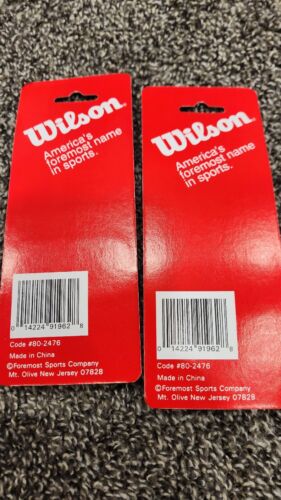 Wilson
America's
foremost name
in sports.
0 14224 91962 8
Code #80-2476
Made in China
©Foremost Sports Company
Mt. Olive New Jersey 07828
Wilson
America's
foremost name
in sports.
0 14224 91962 8
Code #80-2476
Made in China
©Foremost Sports Company
Mt. Olive New Jersey 07828